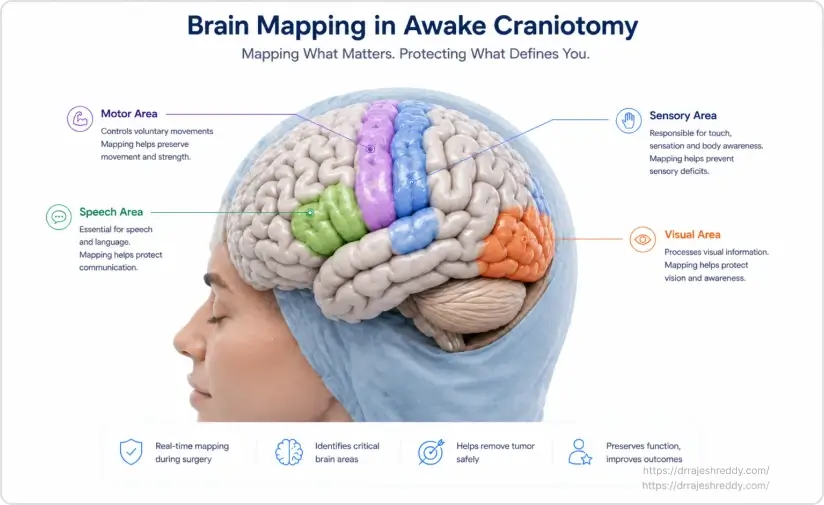 Brain Mapping in Awake Craniotomy
Mapping What Matters. Protecting What Defines You.
Motor Area
Controls voluntary movements
Mapping helps preserve
movement and strength.
Sensory Area
Responsible for touch,
sensation and body awareness.
Mapping helps prevent
sensory deficits.
Speech Area
Essential for speech
and language.
Mapping helps protect
communication.
Visual Area
Processes visual information.
Mapping helps protect
vision and awareness.
Real-time mapping
during surgery
Identifies critical
brain areas
Helps remove tumor
safely
Preserves function,
improves outcomes
https://drrajeshreddy.com/
https://drrajeshreddy.com/